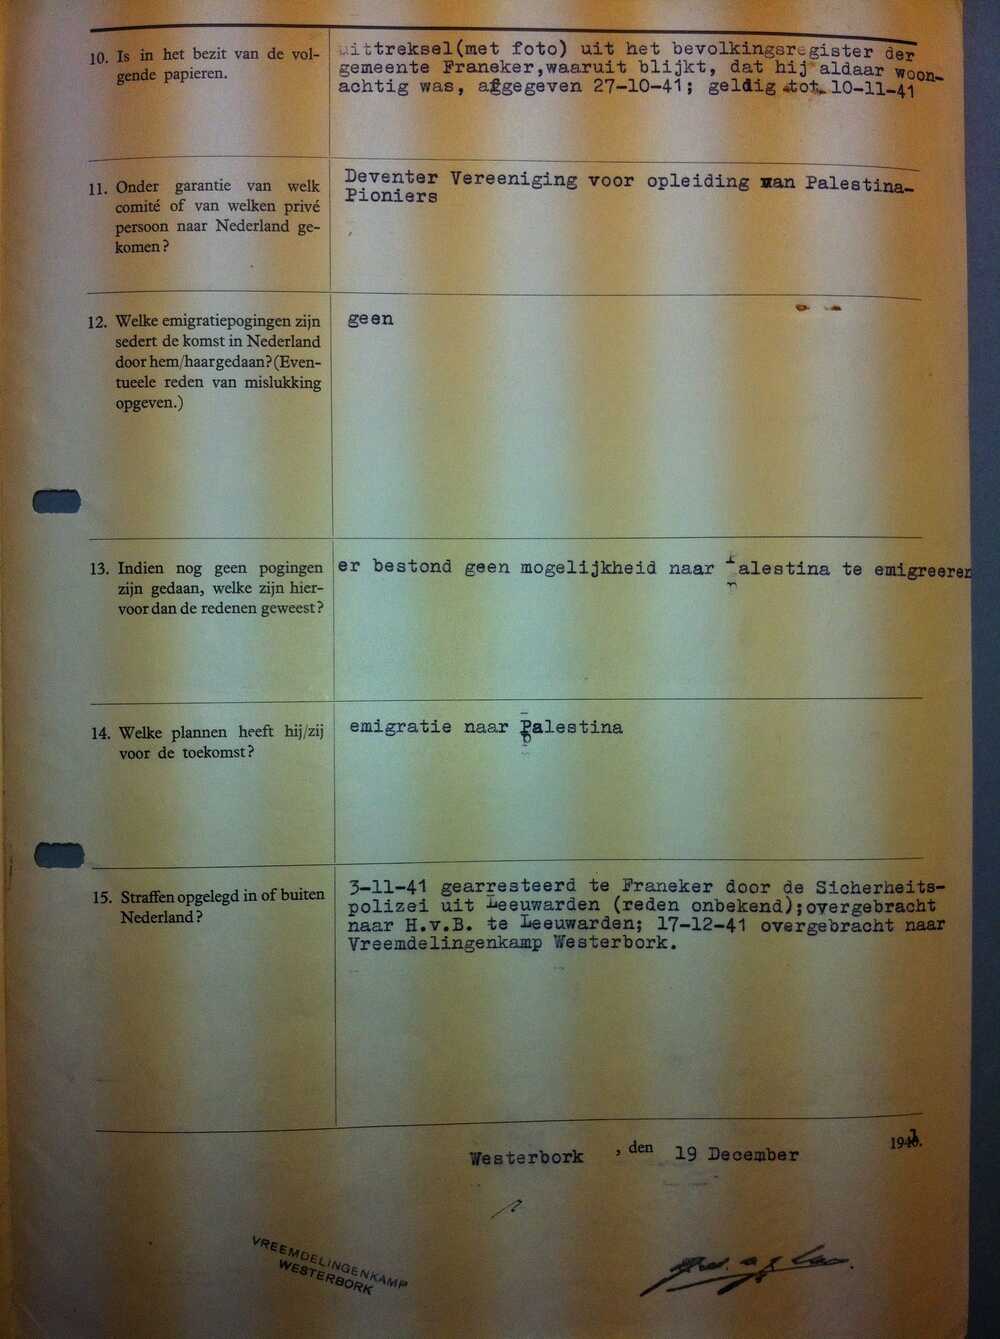 10. Is in het bezit van de vol-
gende papieren.
uittreksel(met foto) uit het bevolkingsregister der
gemeente Franeker,waaruit blijkt, dat hij aldaar woon-
achtig was, afgegeven 27-10-41; geldig tot 10-11-41
11. Onder garantie van welk
comité of van welken privé
persoon naar Nederland ge-
komen?
Deventer Vereeniging voor opleiding van Palestina-
Pioniers
12. Welke emigratiepogingen zijn
sedert de komst in Nederland
door hem/haar gedaan? (Even-
tueele reden van mislukking
opgeven.)
geen
13. Indien nog geen pogingen
zijn gedaan, welke zijn hier-
voor dan de redenen geweest?
er bestond geen mogelijkheid naar Palestina te emigreeren
14. Welke plannen heeft hij/zij
voor de toekomst?
emigratie naar Palestina
15. Straffen opgelegd in of buiten
Nederland?
3-11-41 gearresteerd te Franeker door de Sicherheits-
polizei uit Leeuwarden (reden onbekend);overgebracht
naar H.v.B. te Leeuwarden; 17-12-41 overgebracht naar
Vreemdelingenkamp Westerbork.
Westerbork , den 19 December 1941.
VREEMDELINGENKAMP
WESTERBORK